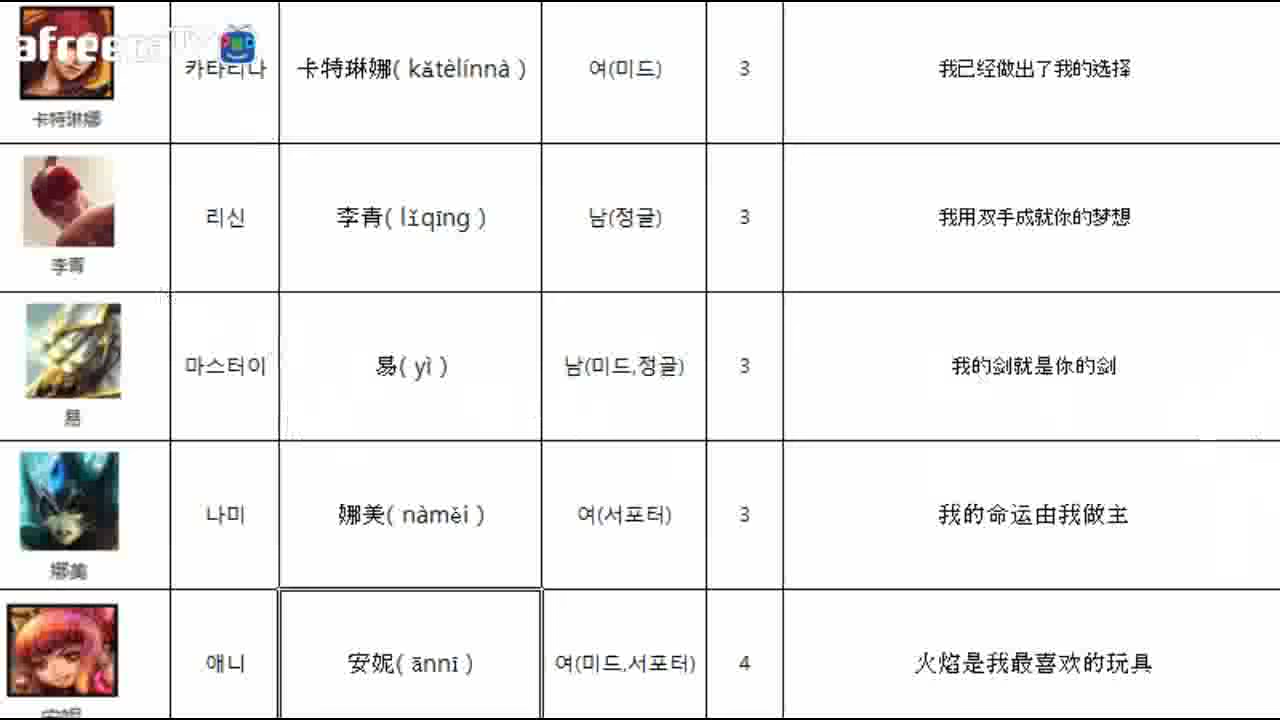 afreecaTV
카타리나 卡特琳娜( kǎtèlínnà ) 여(미드) 3 我已经做出了我的选择
卡特琳娜
리신 李青( lǐqīng ) 남(정글) 3 我用双手成就你的梦想
李青
마스터이 易( yì ) 남(미드,정글) 3 我的剑就是你的剑
易
나미 娜美( nàměi ) 여(서포터) 3 我的命运由我做主
娜美
애니 安妮( ānnī ) 여(미드,서포터) 4 火焰是我最喜欢的玩具